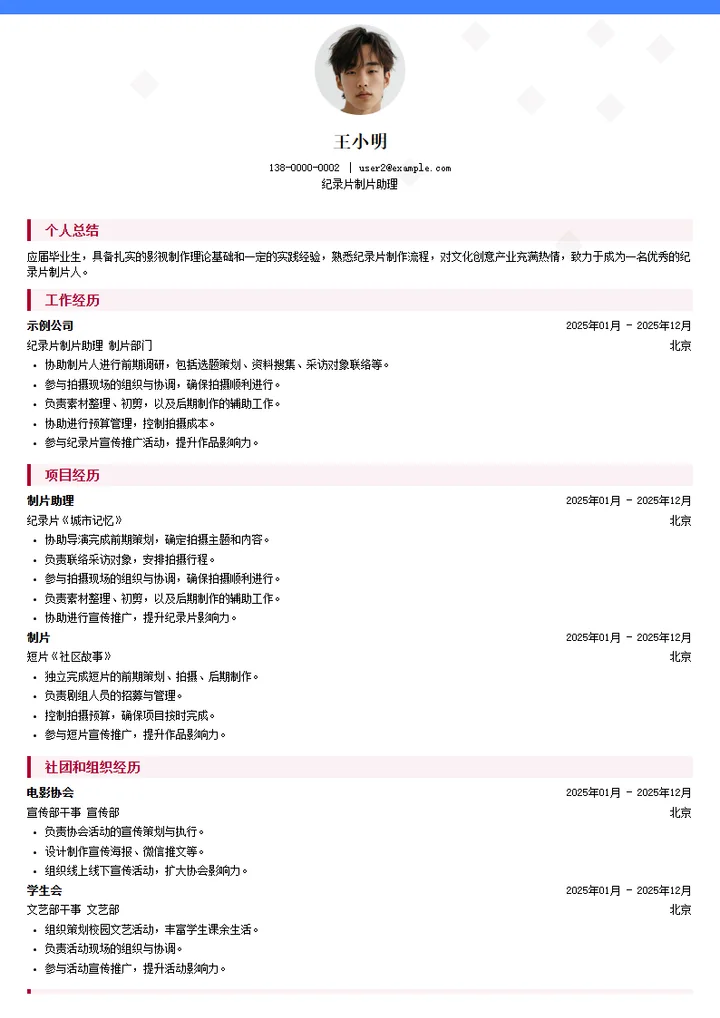 王小明
138-0000-0002 | user2@example.com
纪录片制片助理
个人总结
应届毕业生，具备扎实的影视制作理论基础和一定的实践经验，熟悉纪录片制作流程，对文化创意产业充满热情，致力于成为一名优秀的纪
录片制片人。
工作经历
示例公司 2025年01月 - 2025年12月
纪录片制片助理 制片部门 北京
• 协助制片人进行前期调研，包括选题策划、资料搜集、采访对象联络等。
• 参与拍摄现场的组织与协调，确保拍摄顺利进行。
• 负责素材整理、初剪，以及后期制作的辅助工作。
• 协助进行预算管理，控制拍摄成本。
• 参与纪录片宣传推广活动，提升作品影响力。
项目经历
制片助理 2025年01月 - 2025年12月
纪录片《城市记忆》 北京
• 协助导演完成前期策划，确定拍摄主题和内容。
• 负责联络采访对象，安排拍摄行程。
• 参与拍摄现场的组织与协调，确保拍摄顺利进行。
• 负责素材整理、初剪，以及后期制作的辅助工作。
• 协助进行宣传推广，提升纪录片影响力。
制片 2025年01月 - 2025年12月
短片《社区故事》 北京
• 独立完成短片的前期策划、拍摄、后期制作。
• 负责剧组人员的招募与管理。
• 控制拍摄预算，确保项目按时完成。
• 参与短片宣传推广，提升作品影响力。
社团和组织经历
电影协会 2025年01月 - 2025年12月
宣传部干事 宣传部 北京
• 负责协会活动的宣传策划与执行。
• 设计制作宣传海报、微信推文等。
• 组织线上线下宣传活动，扩大协会影响力。
学生会 2025年01月 - 2025年12月
文艺部干事 文艺部 北京
• 组织策划校园文艺活动，丰富学生课余生活。
• 负责活动现场的组织与协调。
• 参与活动宣传推广，提升活动影响力。